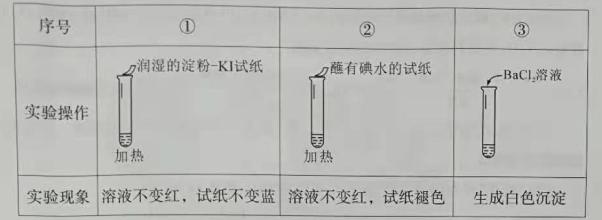 序号 ① ② ③
实验操作 润湿的淀粉-KI试纸 加热 蘸有碘水的试纸 加热 BaCl₂溶液
实验现象 溶液不变红，试纸不变蓝 溶液不变红，试纸褪色 生成白色沉淀